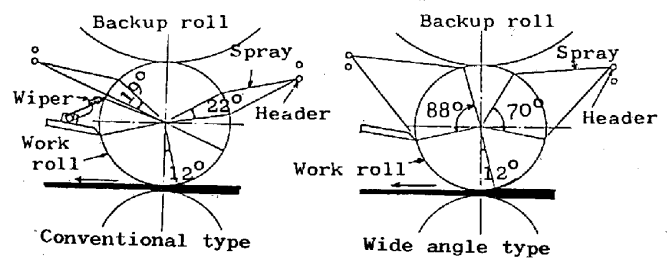 Backup roll
Spray
19°
Wiper
22°
Header
Work
roll
12°
Conventional type
Backup roll
Spray
88°
70°
Header
Work roll
12°
Wide angle type